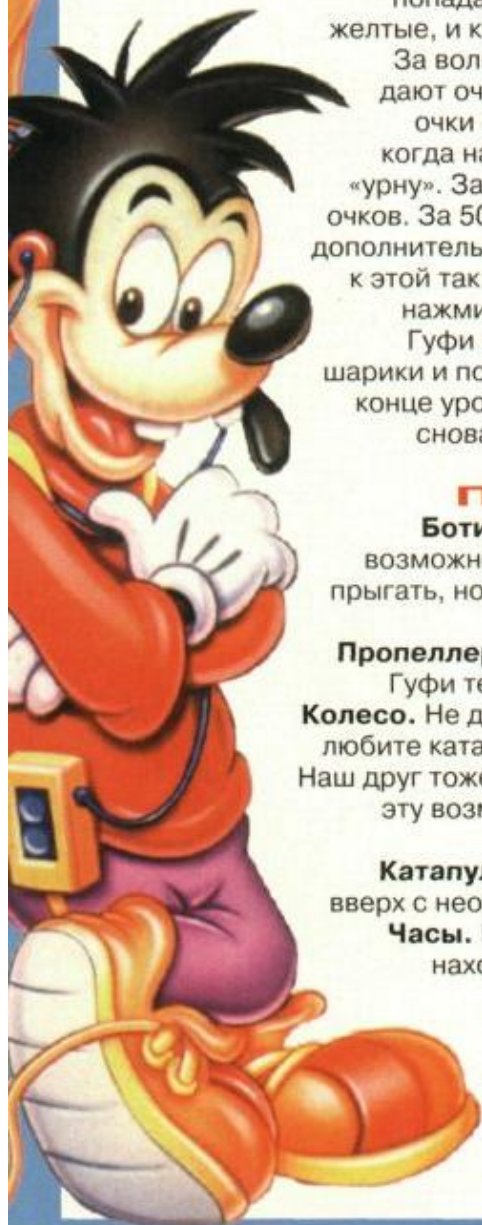 попада
желтые, и к
За вол
дают оч
очки
когда на
«урну». За
очков. За 50
дополнитель
к этой так
нажми
Гуфи
шарики и по
конце уро
снова
П
Боти
возможн
прыгать, но
Пропеллер
Гуфи те
Колесо. Не д
любите ката
Наш друг тоже
эту возм
Катапул
вверх с нео
Часы.
нахо